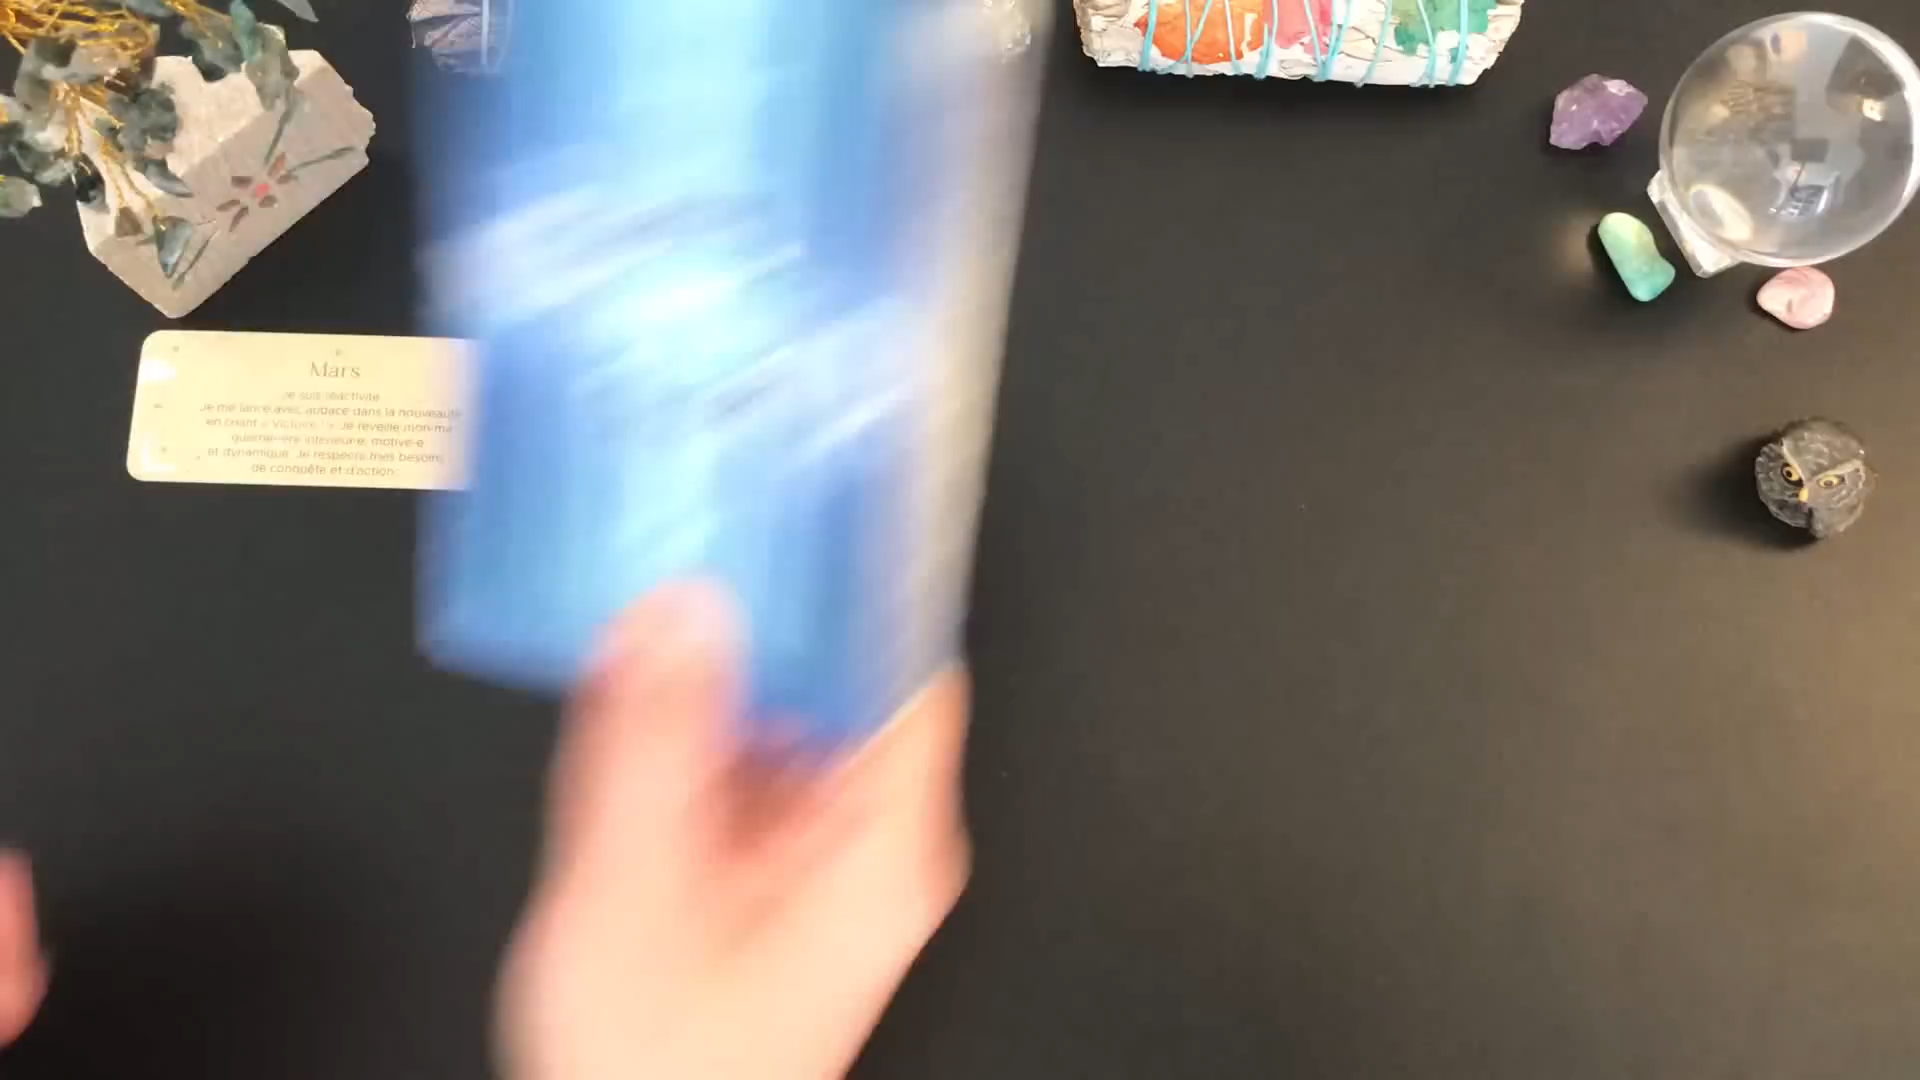 Mars
Je suis réactivité
Je me lance avec audace dans la nouveauté
en criant « Victoire ! ». Je réveille mon·ma
guerrier·ère intérieur·e, motivé·e
et dynamique. Je respecte mes besoins
de conquête et d'action.